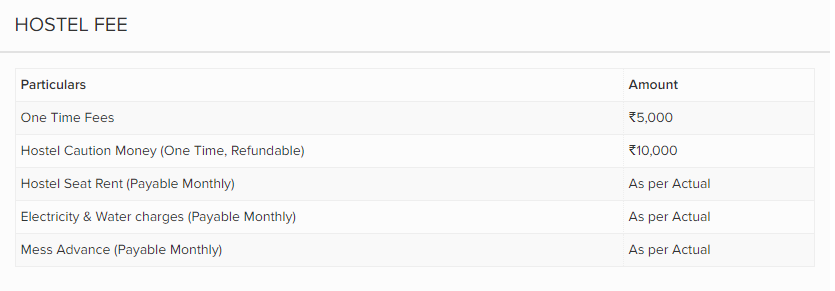 HOSTEL FEE
Particulars Amount
One Time Fees ₹5,000
Hostel Caution Money (One Time, Refundable) ₹10,000
Hostel Seat Rent (Payable Monthly) As per Actual
Electricity & Water charges (Payable Monthly) As per Actual
Mess Advance (Payable Monthly) As per Actual